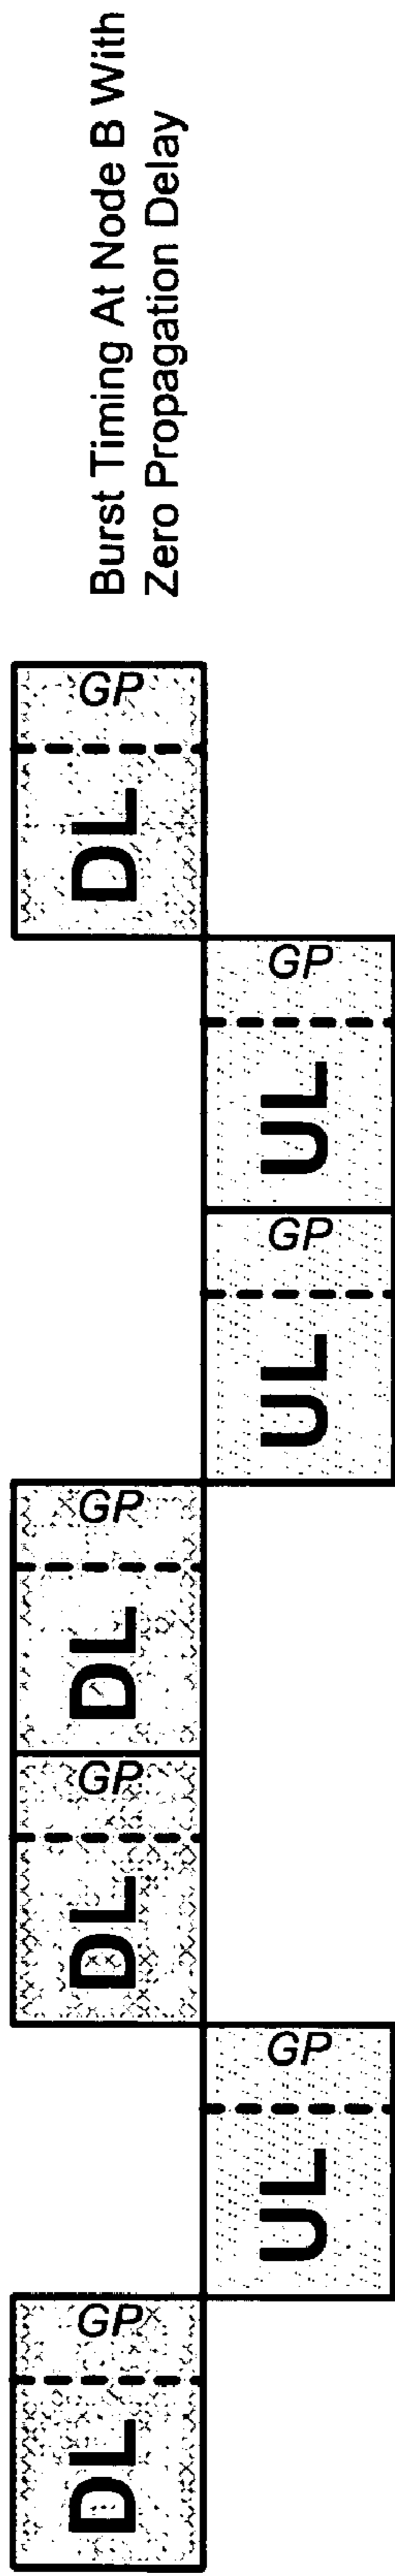 Burst Timing At Node B With
Zero Propagation Delay
DL GP DL GP DL GP DL GP
UL GP UL GP UL GP